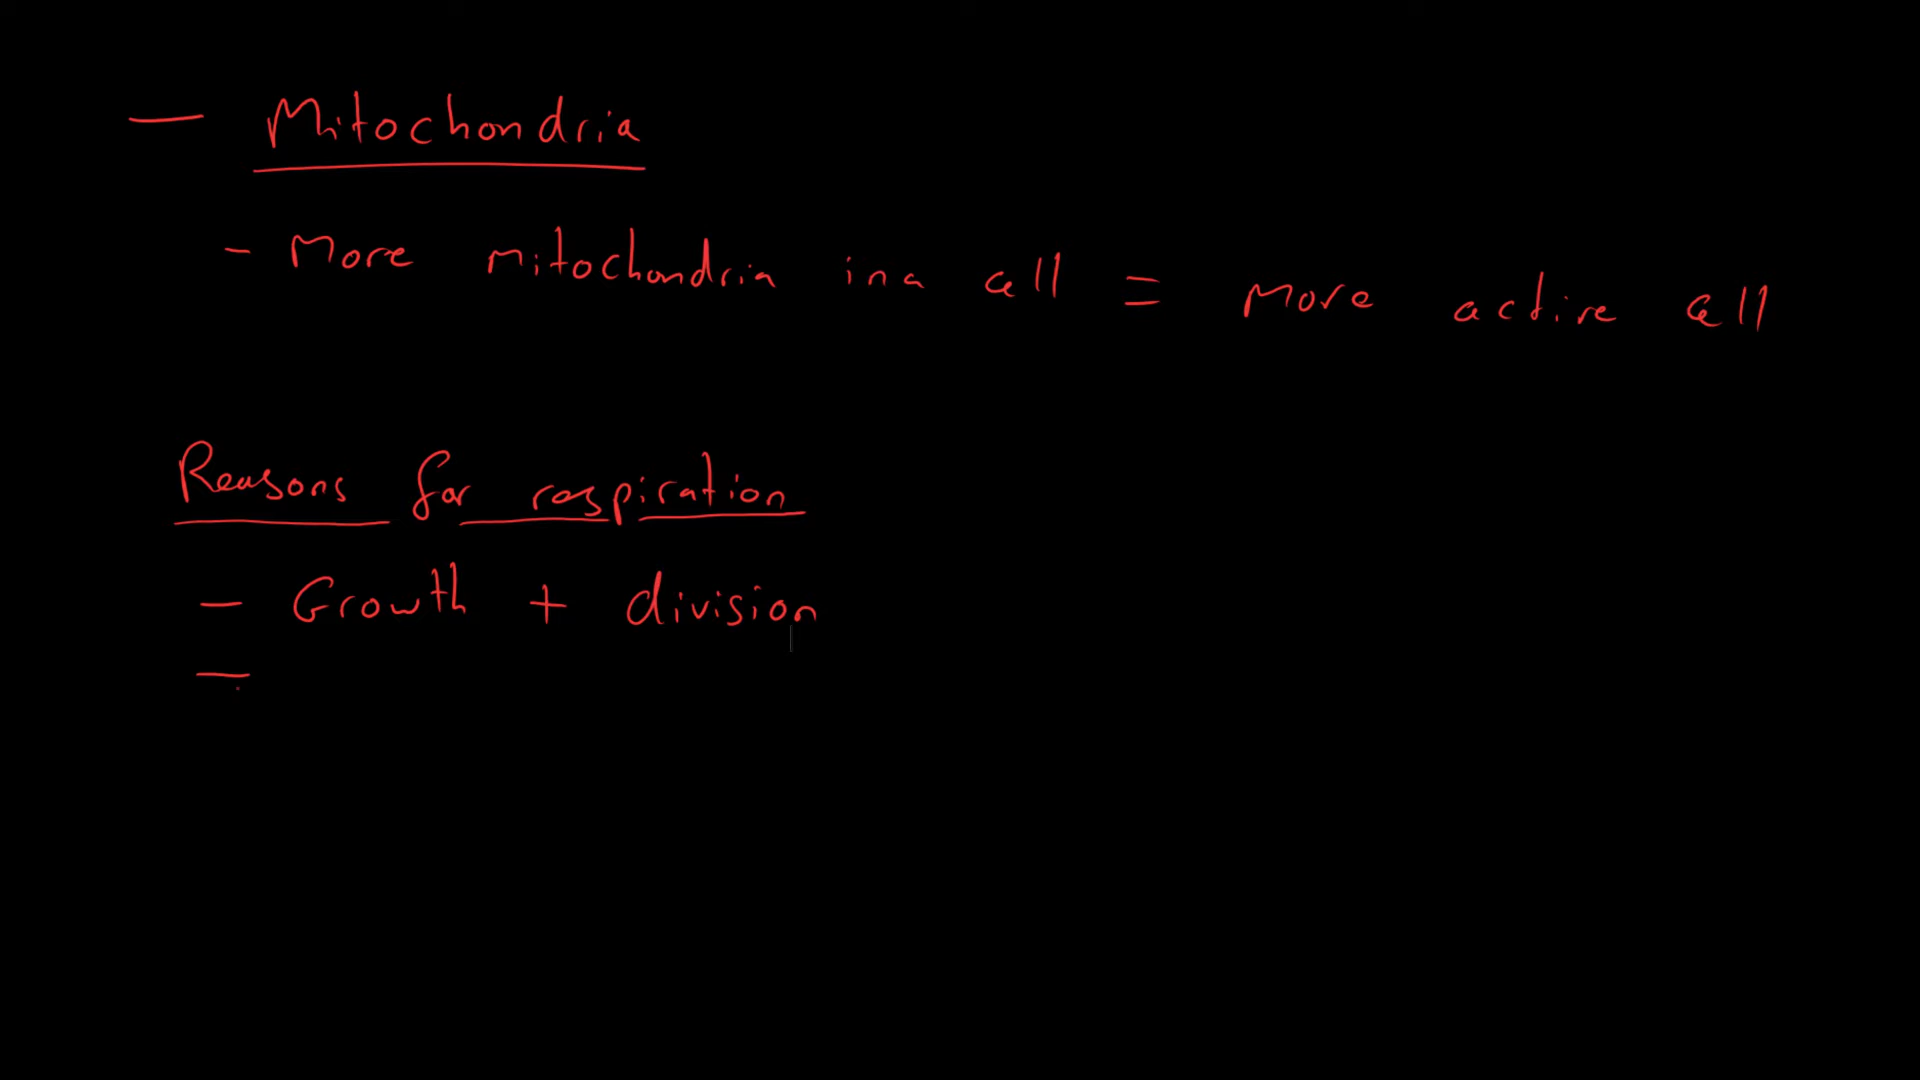 — Mitochondria
- More mitochondria in a cell = More active cell
Reasons for respiration
- Growth + division
-